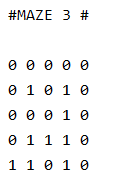 #MAZE 3 #
0 0 0 0 0
0 1 0 1 0
0 0 0 1 0
0 1 1 1 0
1 1 0 1 0